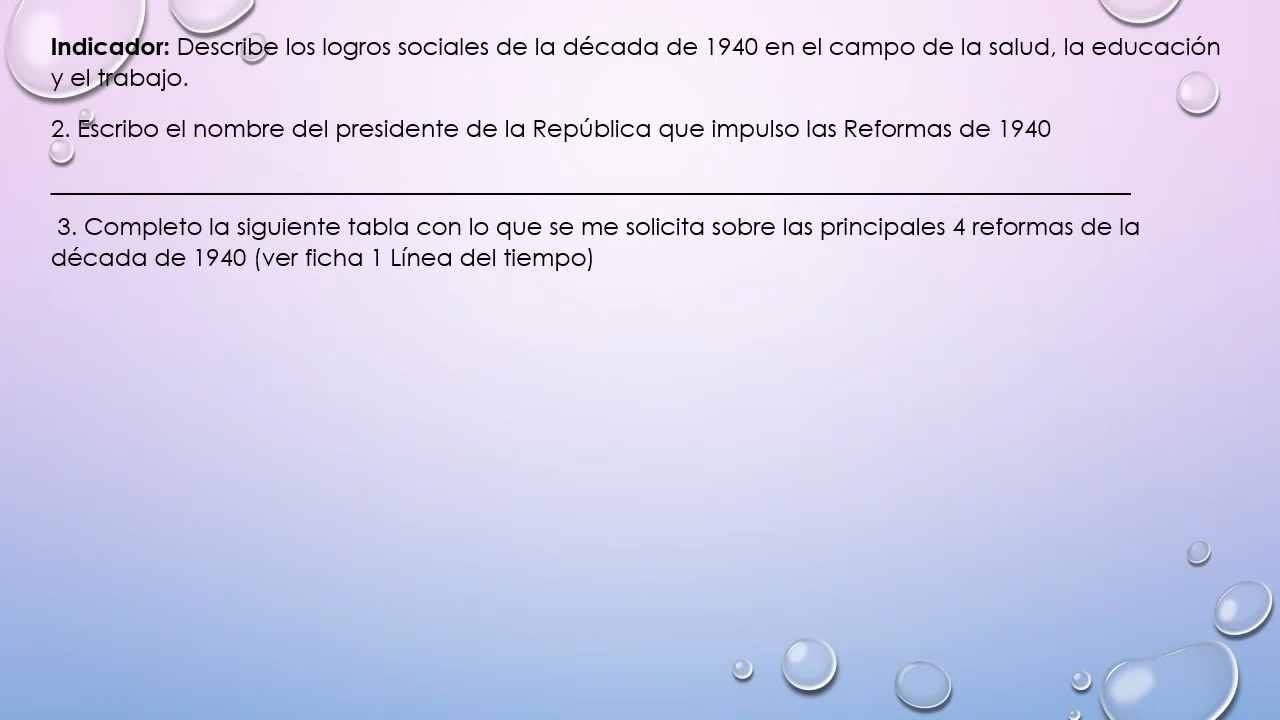 Indicador: Describe los logros sociales de la década de 1940 en el campo de la salud, la educación
y el trabajo.
2. Escribo el nombre del presidente de la República que impulso las Reformas de 1940
3. Completo la siguiente tabla con lo que se me solicita sobre las principales 4 reformas de la
década de 1940 (ver ficha 1 Línea del tiempo)